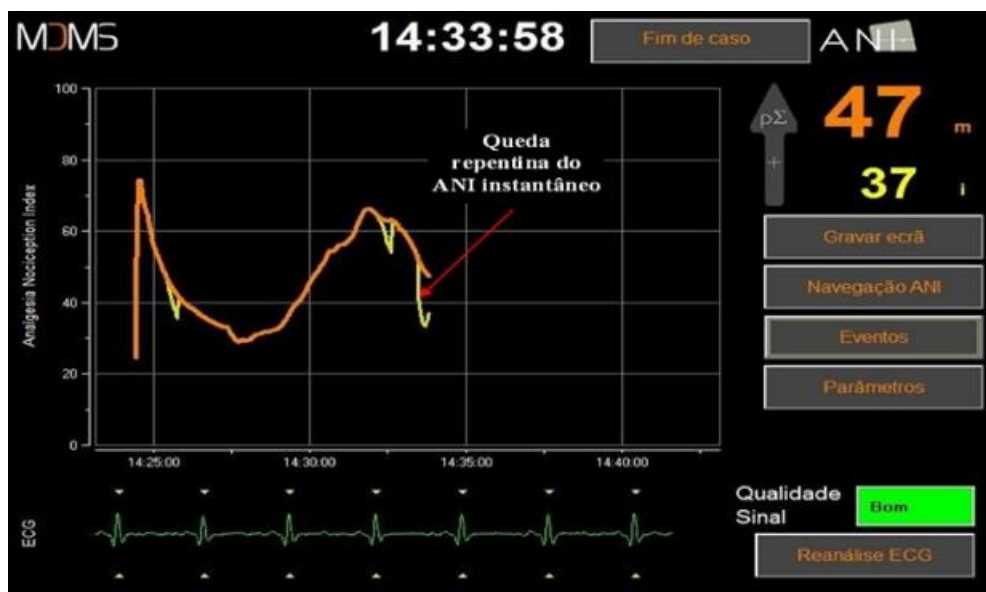 MDMS
14:33:58
Fim de caso
ANI
100
80
60
40
20
0
Analgesia Nociception Index
Queda
repentina do
ANI instantâneo
14:25:00
14:30:00
14:35:00
14:40:00
pΣ
+
47 m
37 i
Gravar ecrã
Navegação ANI
Eventos
Parâmetros
ECG
Qualidade
Sinal
Bom
Reanálise ECG